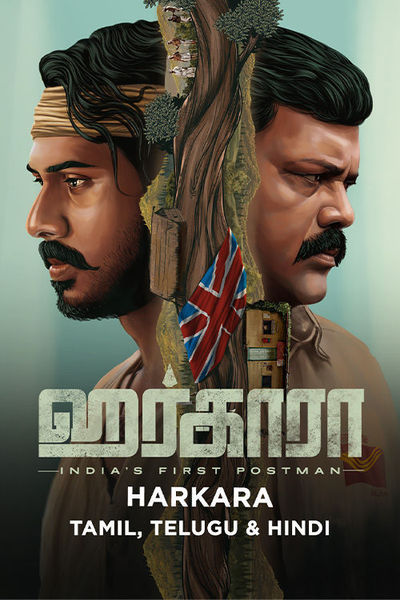 ஹர்காரா
INDIA'S FIRST POSTMAN
HARKARA
TAMIL, TELUGU & HINDI